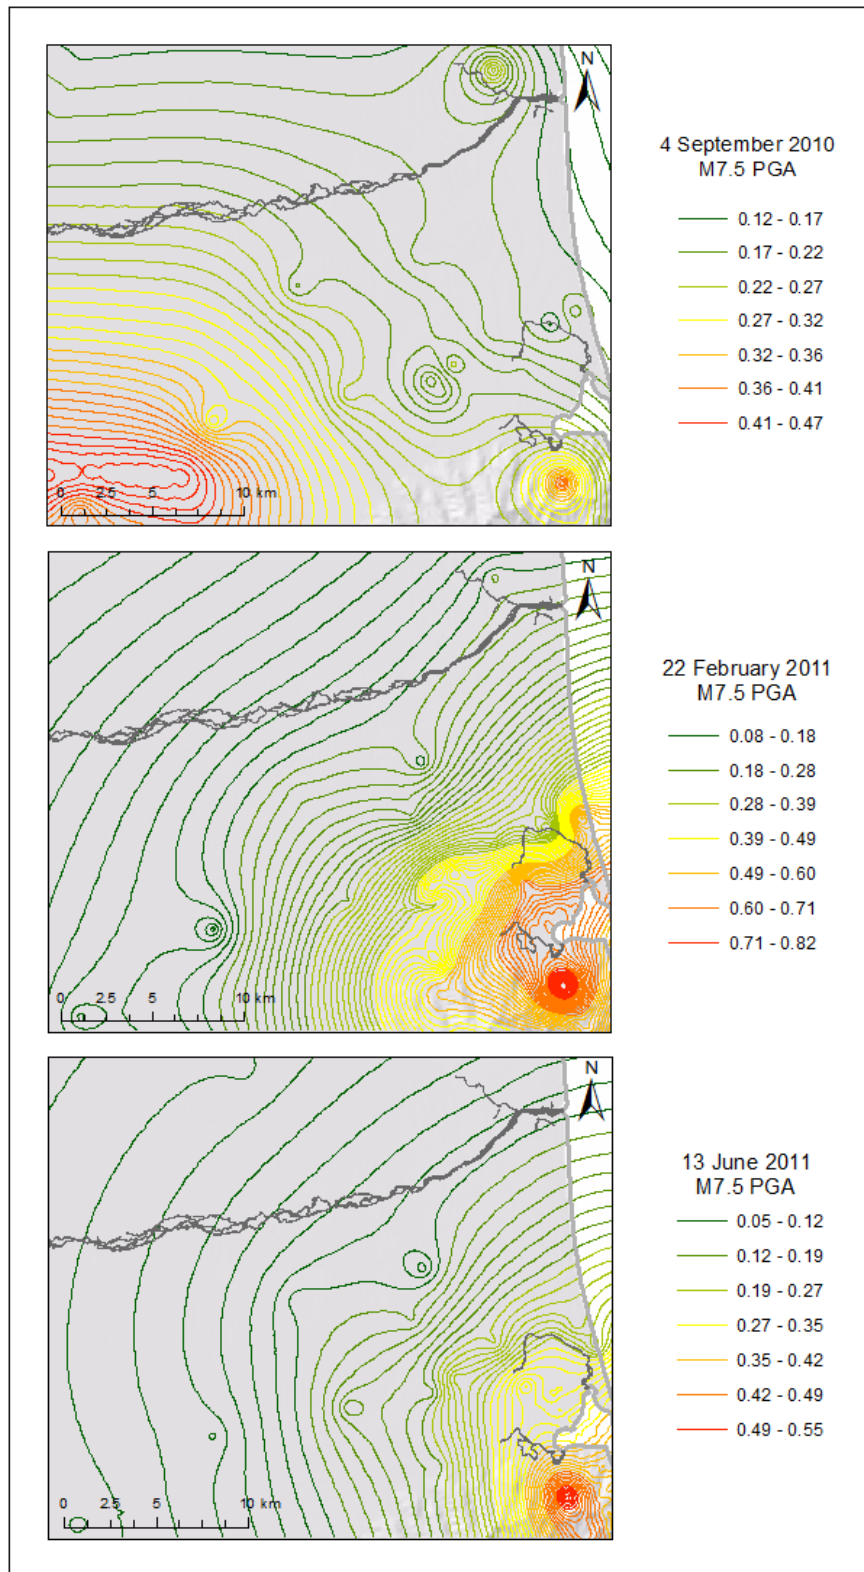 N
4 September 2010
M7.5 PGA
0.12 - 0.17
0.17 - 0.22
0.22 - 0.27
0.27 - 0.32
0.32 - 0.36
0.36 - 0.41
0.41 - 0.47
0 2.5 5 10 km
N
22 February 2011
M7.5 PGA
0.08 - 0.18
0.18 - 0.28
0.28 - 0.39
0.39 - 0.49
0.49 - 0.60
0.60 - 0.71
0.71 - 0.82
0 2.5 5 10 km
N
13 June 2011
M7.5 PGA
0.05 - 0.12
0.12 - 0.19
0.19 - 0.27
0.27 - 0.35
0.35 - 0.42
0.42 - 0.49
0.49 - 0.55
0 2.5 5 10 km